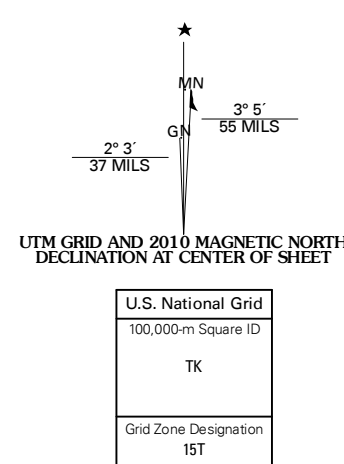 MN
3° 5´
55 MILS
GN
2° 3´
37 MILS
UTM GRID AND 2010 MAGNETIC NORTH
DECLINATION AT CENTER OF SHEET
U.S. National Grid
100,000-m Square ID
TK
Grid Zone Designation
15T